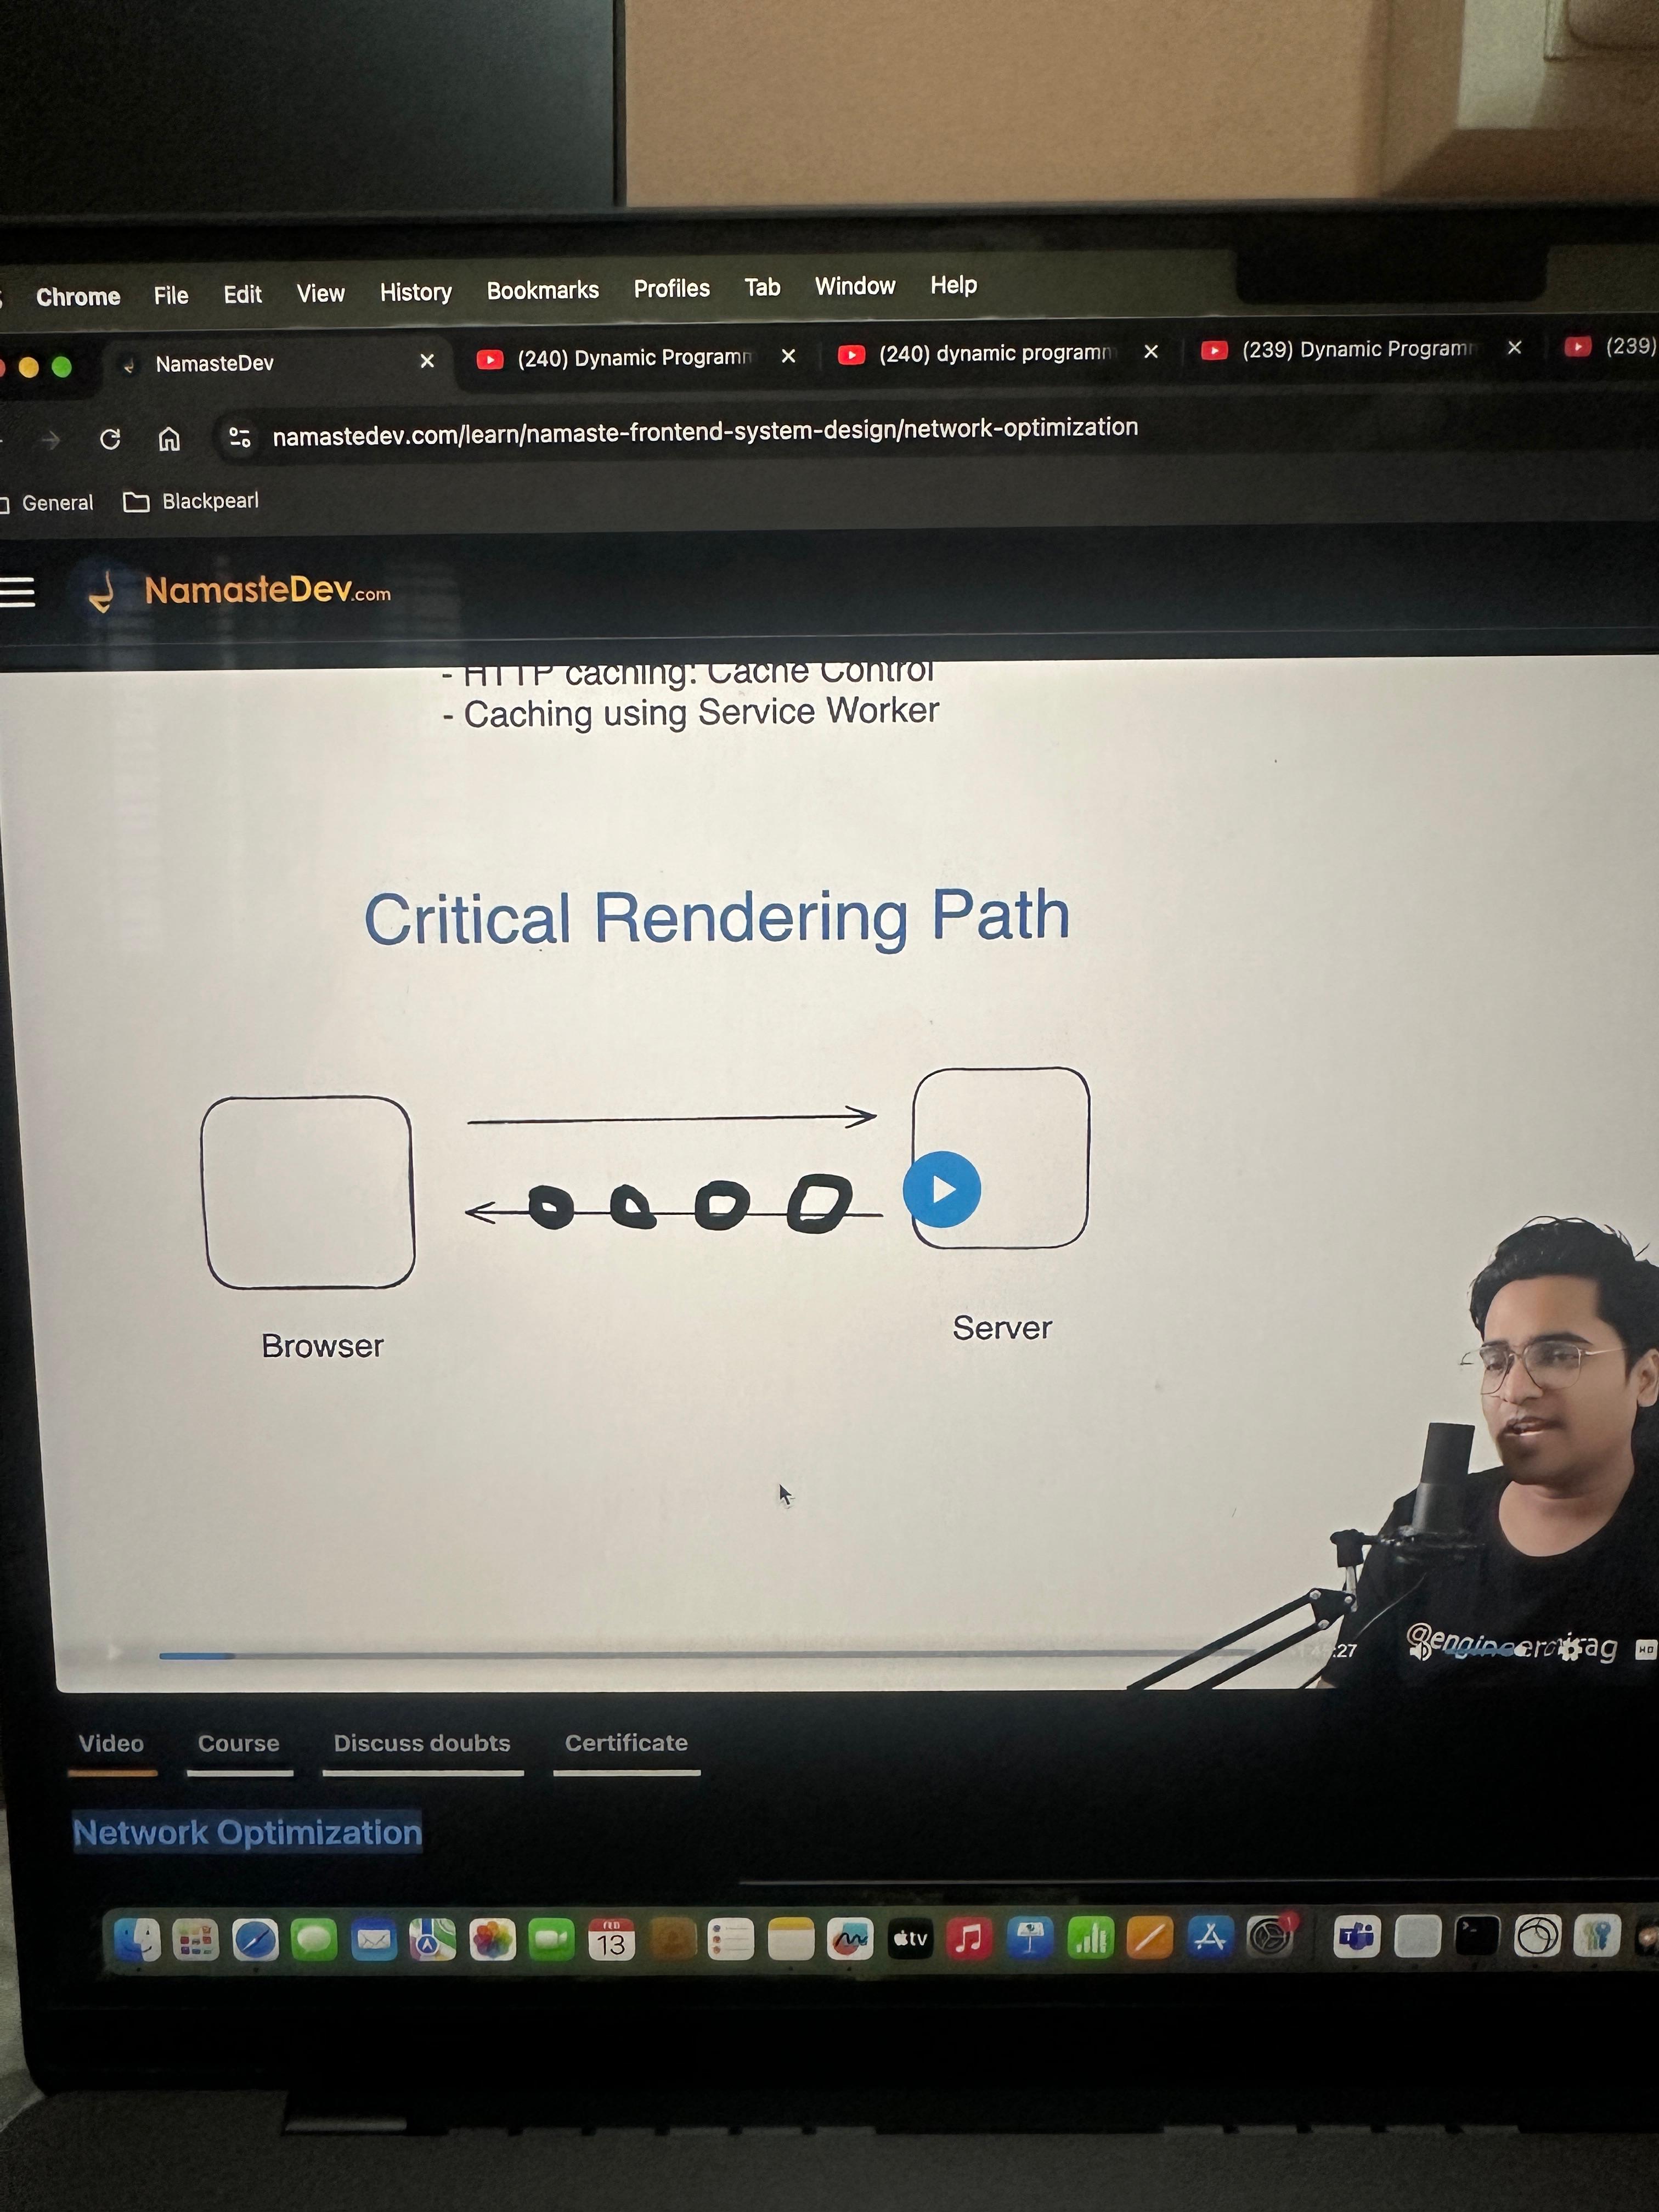 Chrome File Edit View History Bookmarks Profiles Tab Window Help
NamasteDev (240) Dynamic Programm (240) dynamic programm (239) Dynamic Programr (239)
namastedev.com/learn/namaste-frontend-system-design/network-optimization
General Blackpearl
NamasteDev.com
- HTTP caching: Cache Control
- Caching using Service Worker
Critical Rendering Path
Browser
Server
:27
HD
Video Course Discuss doubts Certificate
Network Optimization
FEB
13
tv
1
T